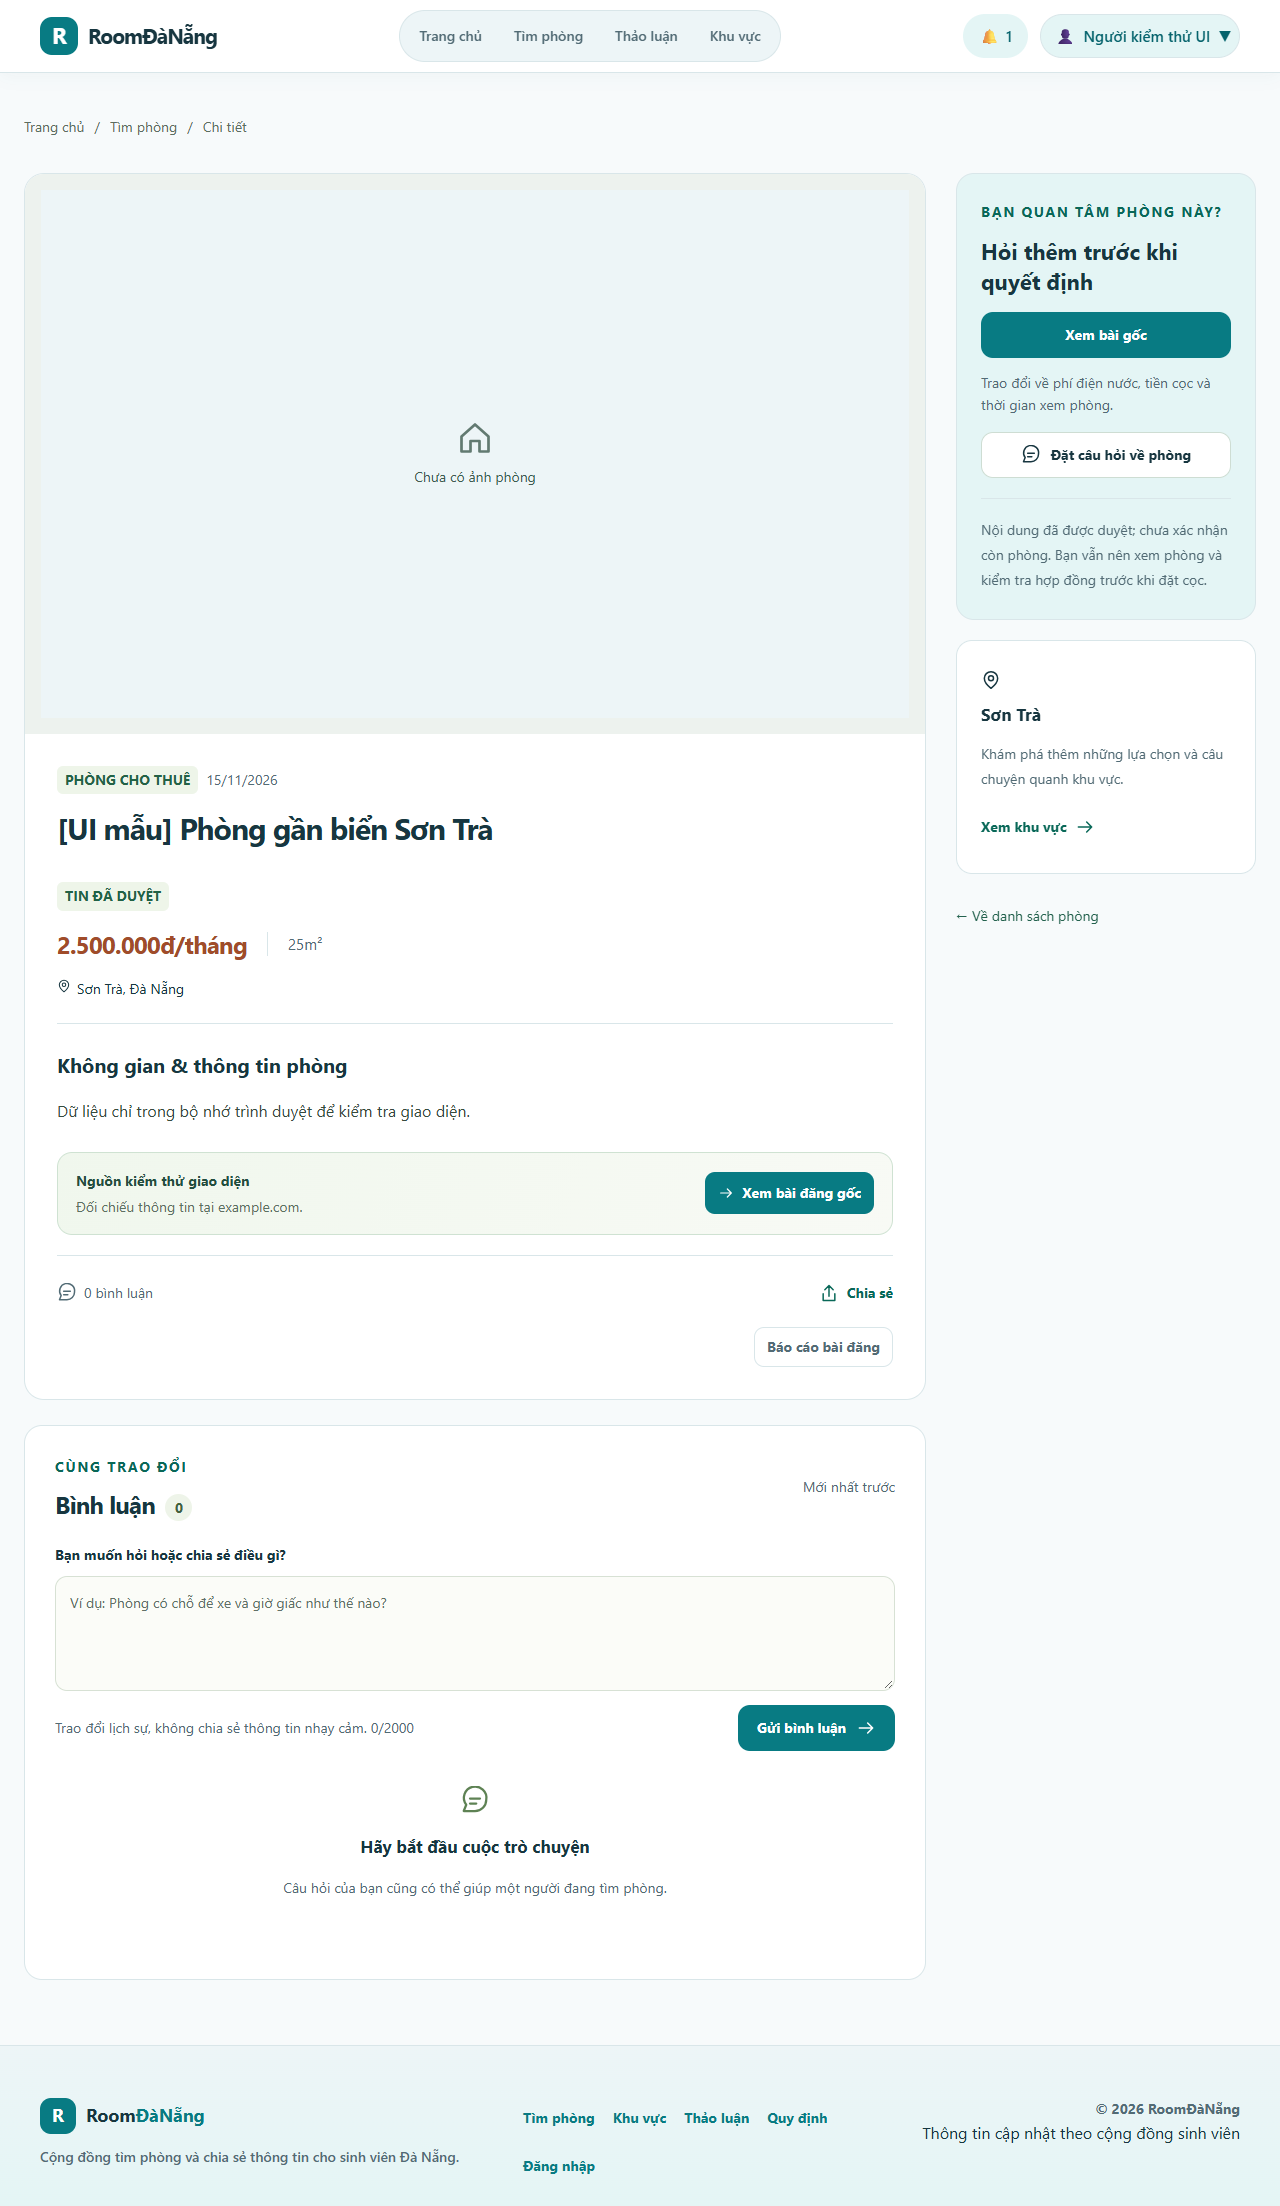 R RoomĐàNẵng
Trang chủ Tìm phòng Thảo luận Khu vực
1 Người kiểm thử UI ▼
Trang chủ / Tìm phòng / Chi tiết
Chưa có ảnh phòng
PHÒNG CHO THUÊ 15/11/2026
[UI mẫu] Phòng gần biển Sơn Trà
TIN ĐÃ DUYỆT
2.500.000đ/tháng 25m²
Sơn Trà, Đà Nẵng
Không gian & thông tin phòng
Dữ liệu chỉ trong bộ nhớ trình duyệt để kiểm tra giao diện.
Nguồn kiểm thử giao diện
Đối chiếu thông tin tại example.com.
→ Xem bài đăng gốc
0 bình luận
Chia sẻ
Báo cáo bài đăng
BẠN QUAN TÂM PHÒNG NÀY?
Hỏi thêm trước khi
quyết định
Xem bài gốc
Trao đổi về phí điện nước, tiền cọc và
thời gian xem phòng.
Đặt câu hỏi về phòng
Nội dung đã được duyệt; chưa xác nhận
còn phòng. Bạn vẫn nên xem phòng và
kiểm tra hợp đồng trước khi đặt cọc.
Sơn Trà
Khám phá thêm những lựa chọn và câu
chuyện quanh khu vực.
Xem khu vực →
← Về danh sách phòng
CÙNG TRAO ĐỔI
Bình luận 0
Mới nhất trước
Bạn muốn hỏi hoặc chia sẻ điều gì?
Ví dụ: Phòng có chỗ để xe và giờ giấc như thế nào?
Trao đổi lịch sự, không chia sẻ thông tin nhạy cảm. 0/2000
Gửi bình luận →
Hãy bắt đầu cuộc trò chuyện
Câu hỏi của bạn cũng có thể giúp một người đang tìm phòng.
R RoomĐàNẵng
Cộng đồng tìm phòng và chia sẻ thông tin cho sinh viên Đà Nẵng.
Tìm phòng Khu vực Thảo luận Quy định
Đăng nhập
© 2026 RoomĐàNẵng
Thông tin cập nhật theo cộng đồng sinh viên